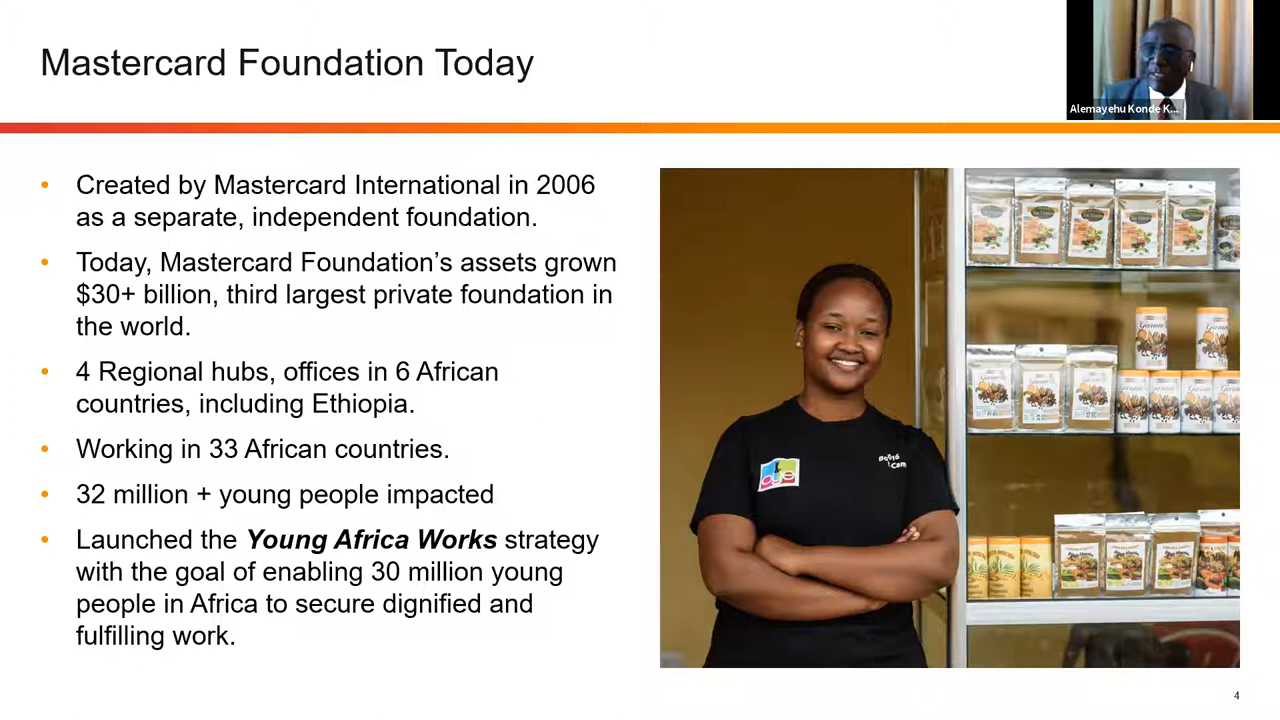 Mastercard Foundation Today
Alemayehu Konde K...
• Created by Mastercard International in 2006
as a separate, independent foundation.
• Today, Mastercard Foundation’s assets grown
$30+ billion, third largest private foundation in
the world.
• 4 Regional hubs, offices in 6 African
countries, including Ethiopia.
• Working in 33 African countries.
• 32 million + young people impacted
• Launched the Young Africa Works strategy
with the goal of enabling 30 million young
people in Africa to secure dignified and
fulfilling work.
Garam
4